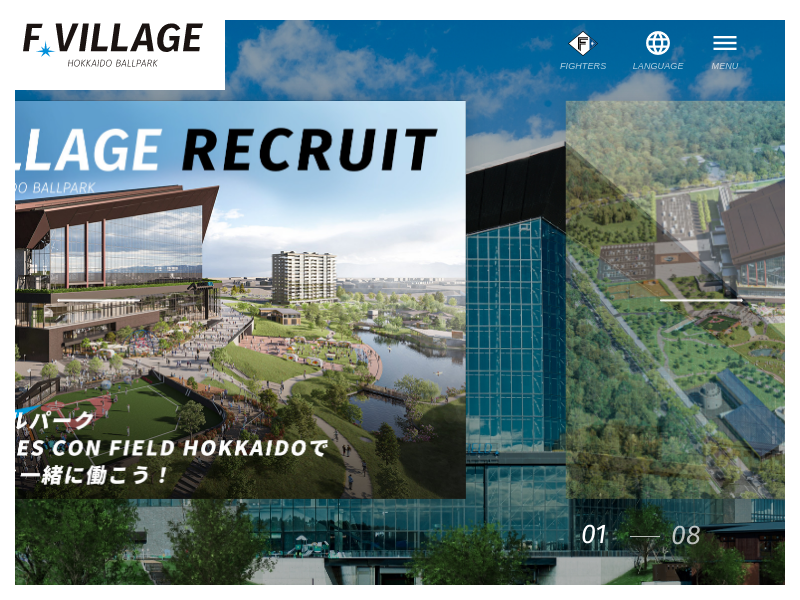 F VILLAGE
HOKKAIDO BALLPARK
FIGHTERS
LANGUAGE
MENU
LLAGE RECRUIT
DO BALLPARK
ルパーク
ES CON FIELD HOKKAIDOで
一緒に働こう！
01
08